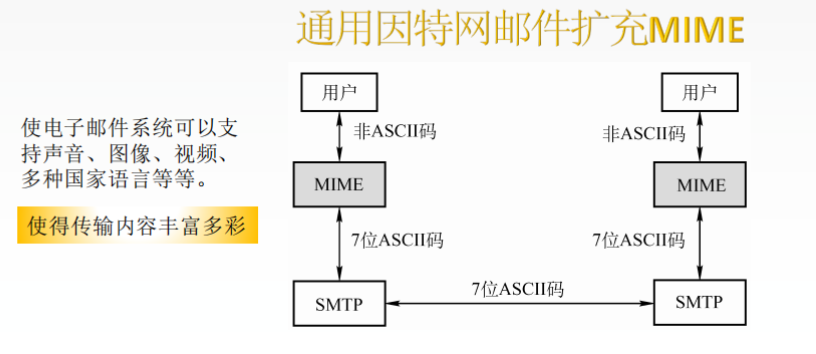 通用因特网邮件扩充MIME
使电子邮件系统可以支
持声音、图像、视频、
多种国家语言等等。
使得传输内容丰富多彩
用户
用户
非ASCII码
非ASCII码
MIME
MIME
7位ASCII码
7位ASCII码
SMTP
7位ASCII码
SMTP